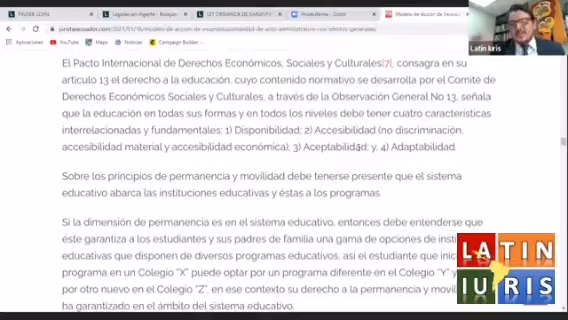 FINDER LOYAL
Legislación Vigente - Busque
LEY ORGANICA DE GARANTI
Modelo de Acción de Inconsti
juristasecuador.com/2021/01/16/modelo-de-accion-de-inconstitucionalidad-de-acto-administrativo-con-efectos-generales/
YouTube
Maps
Noticias
Campaign Builder -
Latin Iuris
El Pacto Internacional de Derechos Económicos, Sociales y Culturales[7], consagra en su
artículo 13 el derecho a la educación, cuyo contenido normativo se desarrolla por el Comité de
Derechos Económicos Sociales y Culturales, a través de la Observación General No 13, señala
que la educación en todas sus formas y en todos los niveles debe tener cuatro características
interrelacionadas y fundamentales: 1) Disponibilidad; 2) Accesibilidad (no discriminación,
accesibilidad material y accesibilidad económica); 3) Aceptabilidad; y, 4) Adaptabilidad.
Sobre los principios de permanencia y movilidad debe tenerse presente que el sistema
educativo abarca las instituciones educativas y éstas a los programas.
Si la dimensión de permanencia es en el sistema educativo, entonces debe entenderse que
éste garantiza a los estudiantes y sus padres de familia una gama de opciones de insti
educativas que disponen de diversos programas educativos, así el estudiante que inic
programa en un Colegio "X" puede optar por un programa diferente en el Colegio "Y" y
por otro nuevo en el Colegio "Z", en ese contexto su derecho a la permanencia y movil
ha garantizado en el ámbito del sistema educativo.
LATIN
IURIS